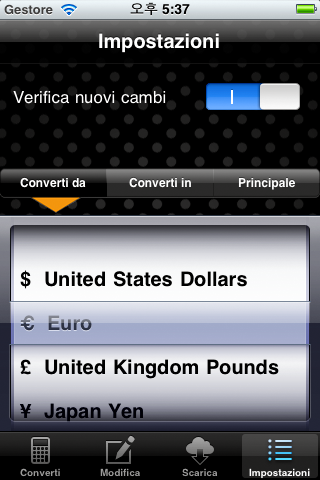 Gestore 오후 5:37
Impostazioni
Verifica nuovi cambi
Converti da Converti in Principale
$ United States Dollars
€ Euro
£ United Kingdom Pounds
¥ Japan Yen
Converti Modifica Scarica Impostazioni